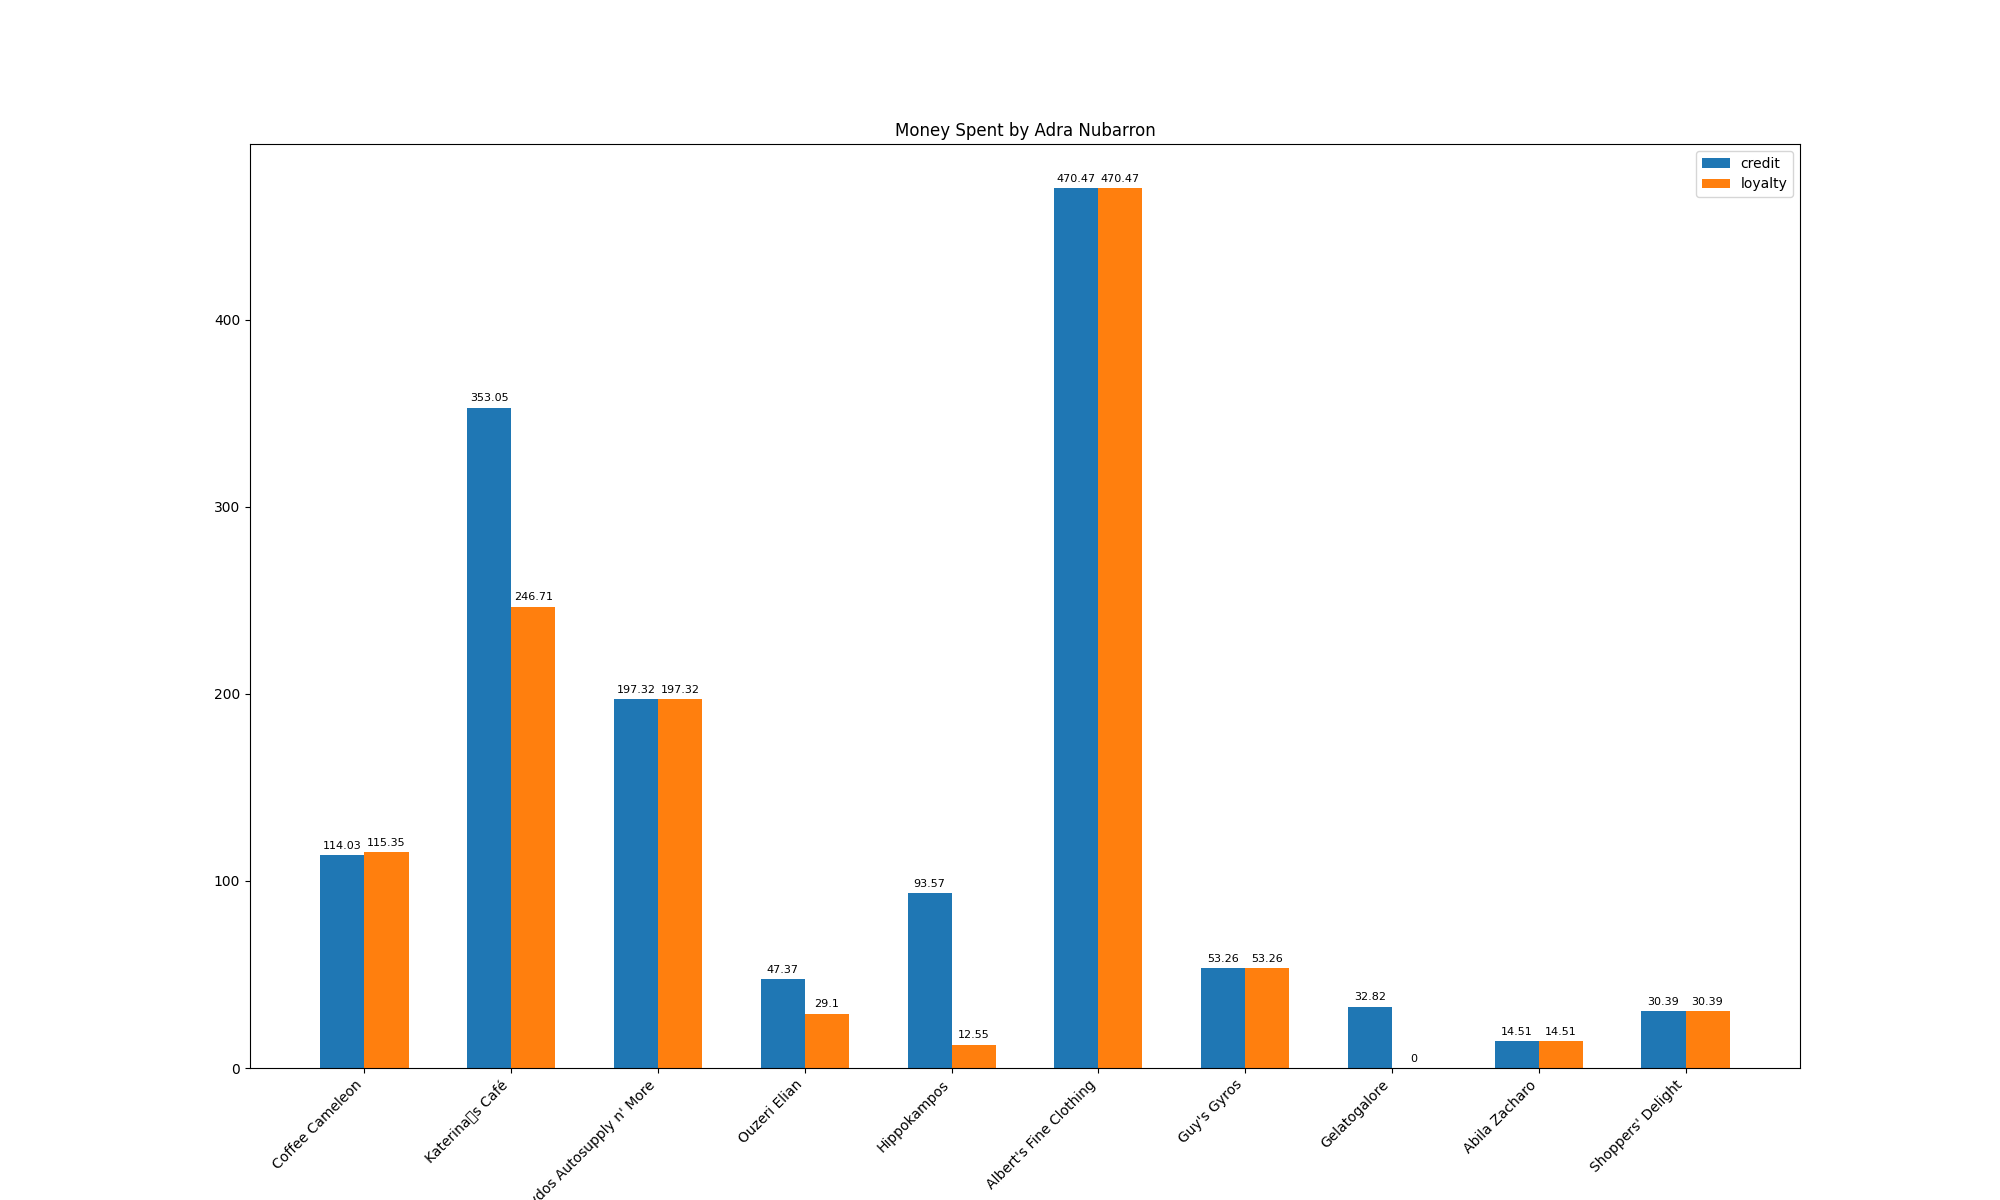 Money Spent by Adra Nubarron
credit
loyalty
400
300
200
100
0
114.03 115.35
353.05
246.71
197.32 197.32
47.37
29.1
93.57
12.55
470.47 470.47
53.26 53.26
32.82
0
14.51 14.51
30.39 30.39
Coffee Cameleon
Katerina▯s Café
Autosupply n' More
Ouzeri Elian
Hippokampos
Albert's Fine Clothing
Guy's Gyros
Gelatogalore
Abila Zacharo
Shoppers' Delight